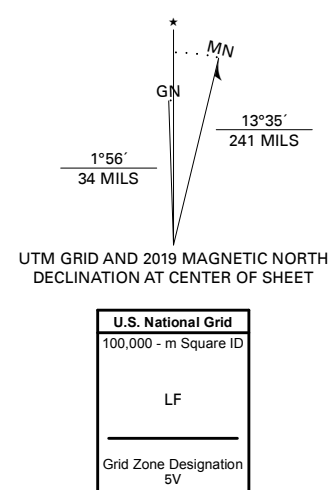 ★
MN
GN
13°35´
241 MILS
1°56´
34 MILS
UTM GRID AND 2019 MAGNETIC NORTH
DECLINATION AT CENTER OF SHEET
U.S. National Grid
100,000 - m Square ID
LF
Grid Zone Designation
5V